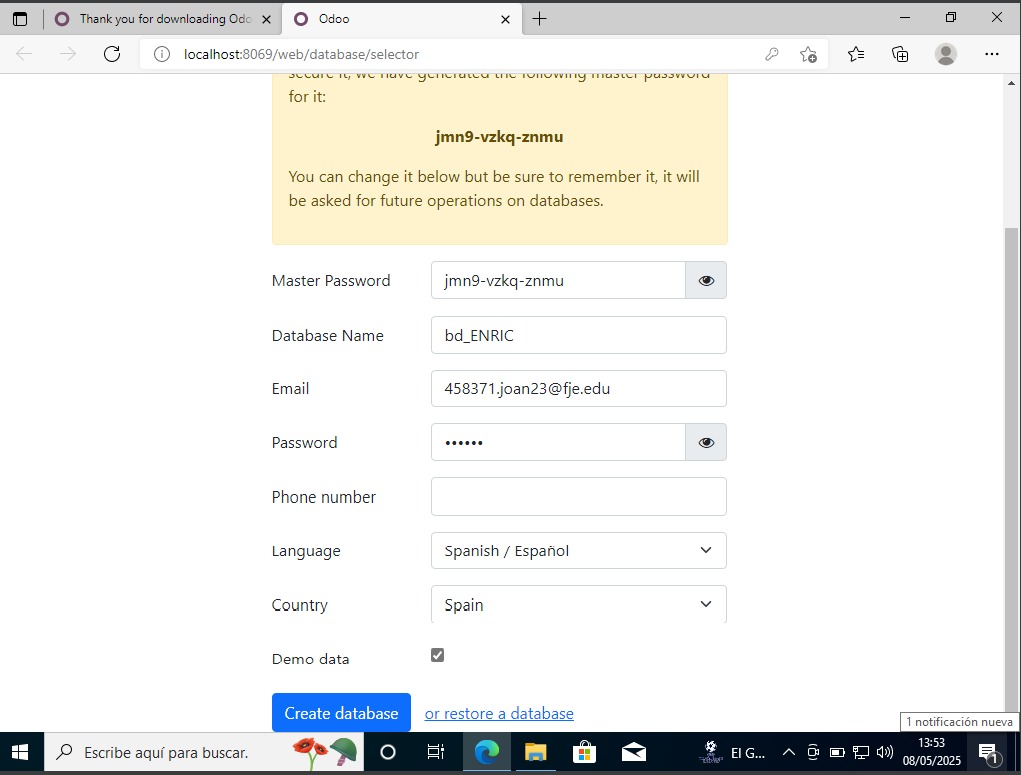 Thank you for downloading Odo
Odoo
localhost:8069/web/database/selector
secure it, we have generated the following master password
for it:
jmn9-vzkq-znmu
You can change it below but be sure to remember it, it will
be asked for future operations on databases.
Master Password
jmn9-vzkq-znmu
Database Name
bd_ENRIC
Email
458371.joan23@fje.edu
Password
••••••
Phone number
Language
Spanish / Español
Country
Spain
Demo data
Create database
or restore a database
1 notificación nueva
Escribe aquí para buscar.
El G...
13:53
08/05/2025
1